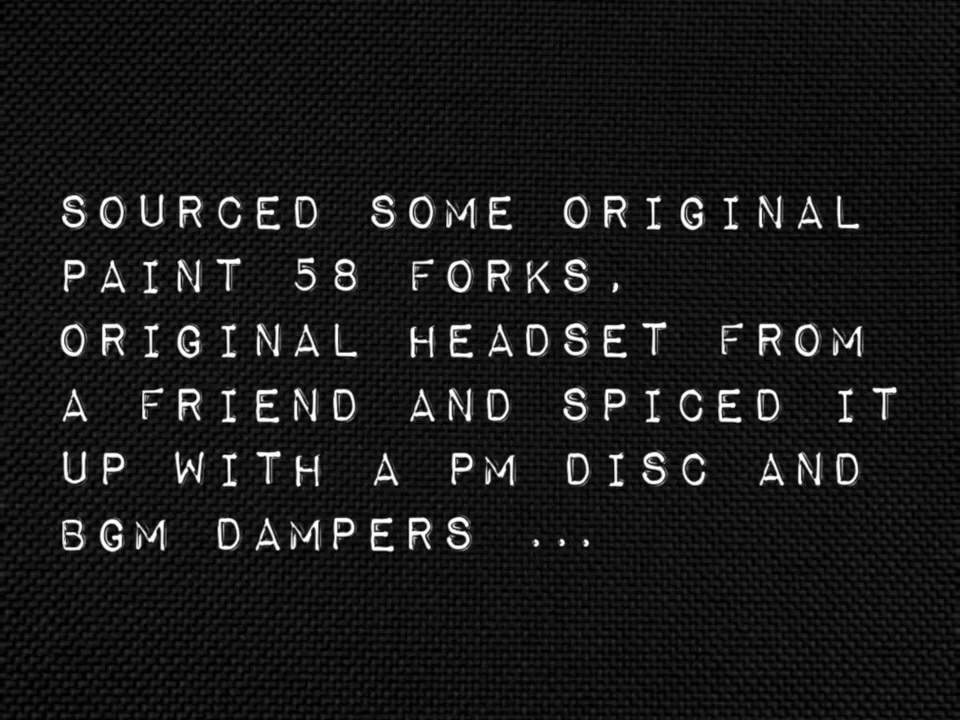 SOURCED SOME ORIGINAL
PAINT 58 FORKS,
ORIGINAL HEADSET FROM
A FRIEND AND SPICED IT
UP WITH A PM DISC AND
BGM DAMPERS ...